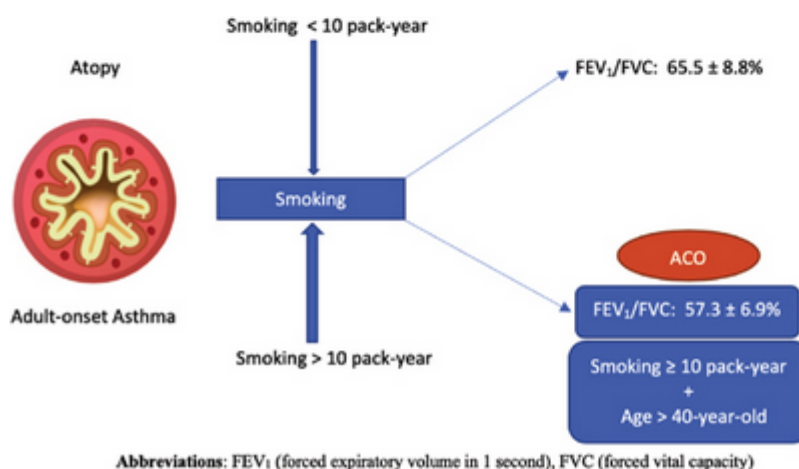 Smoking < 10 pack-year
Atopy
FEV₁/FVC: 65.5 ± 8.8%
Smoking
ACO
Adult-onset Asthma
FEV₁/FVC: 57.3 ± 6.9%
Smoking > 10 pack-year
Smoking ≥ 10 pack-year
+
Age > 40-year-old
Abbreviations: FEV₁ (forced expiratory volume in 1 second), FVC (forced vital capacity)